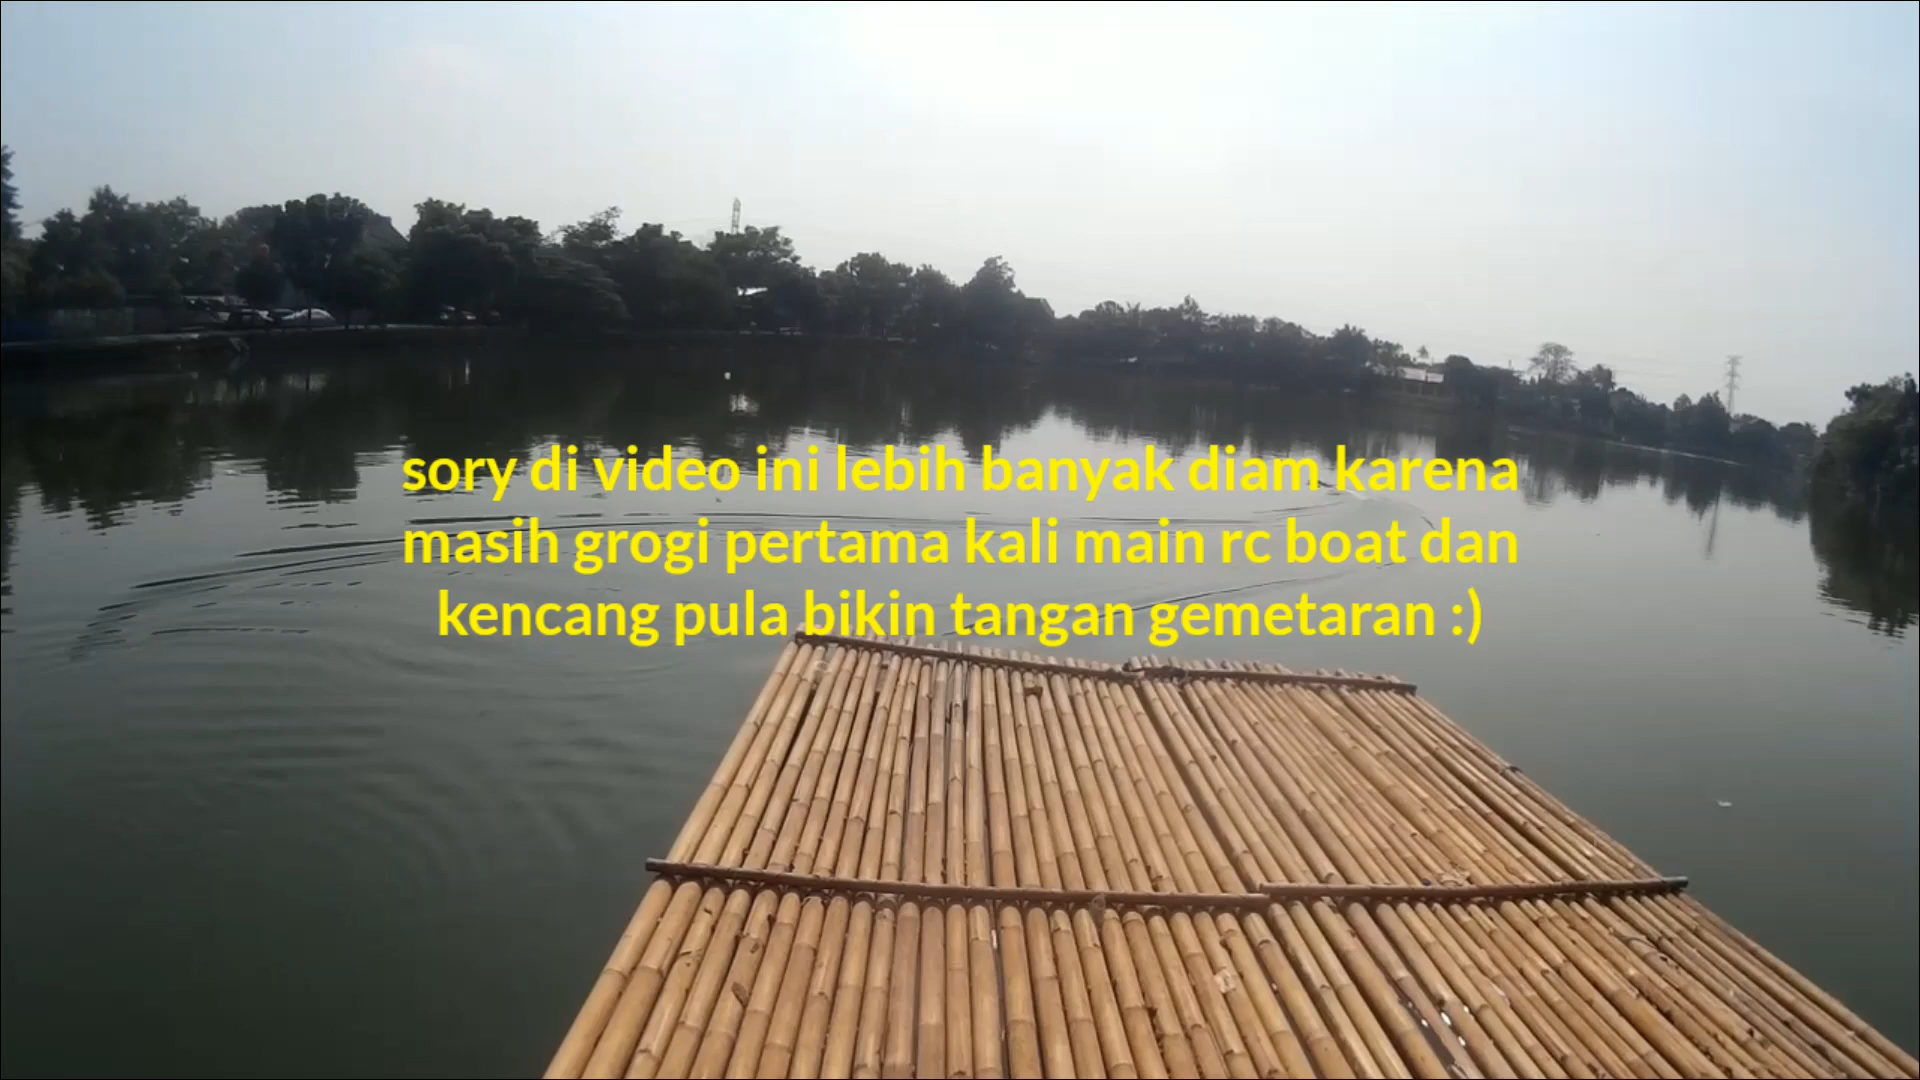 sory di video ini lebih banyak diam karena
masih grogi pertama kali main rc boat dan
kencang pula bikin tangan gemetaran :)